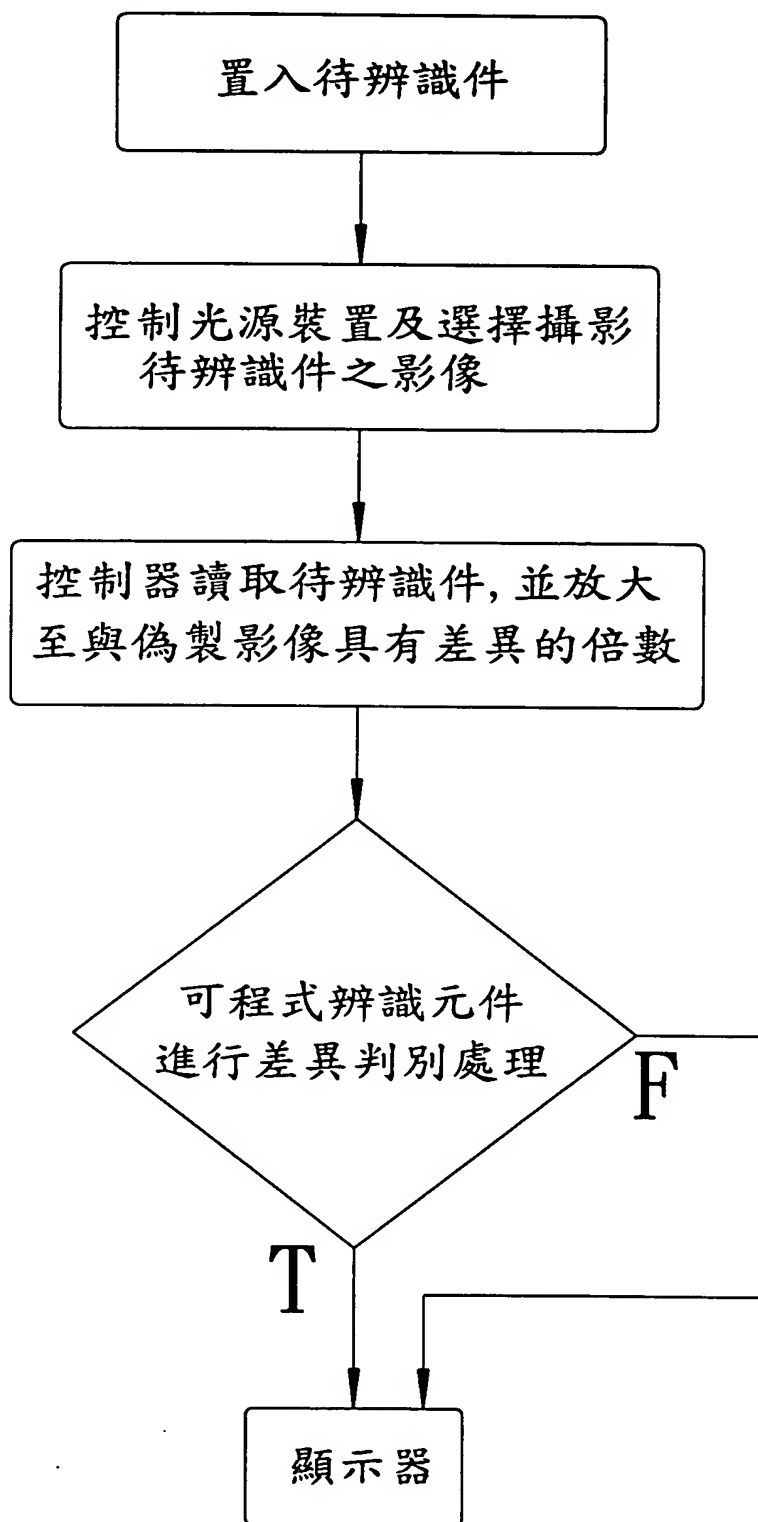 置入待辨識件
控制光源裝置及選擇攝影
待辨識件之影像
控制器讀取待辨識件,並放大
至與偽製影像具有差異的倍數
可程式辨識元件
進行差異判別處理
F
T
顯示器